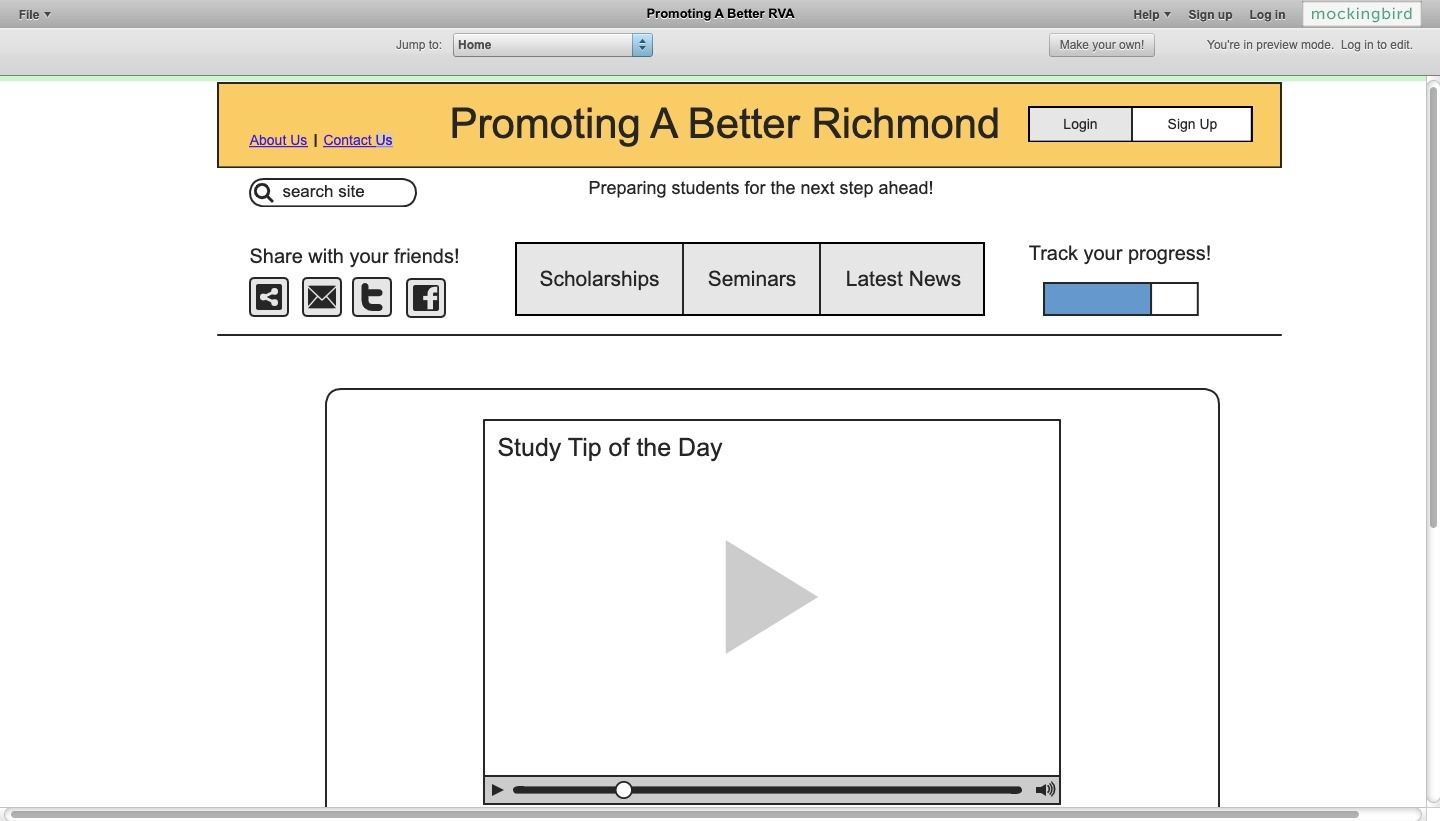 File
Promoting A Better RVA
Help
Sign up
Log in
mockingbird
Jump to:
Home
Make your own!
You're in preview mode. Log in to edit.
About Us | Contact Us
Promoting A Better Richmond
Login
Sign Up
search site
Preparing students for the next step ahead!
Share with your friends!
Scholarships
Seminars
Latest News
Track your progress!
Study Tip of the Day